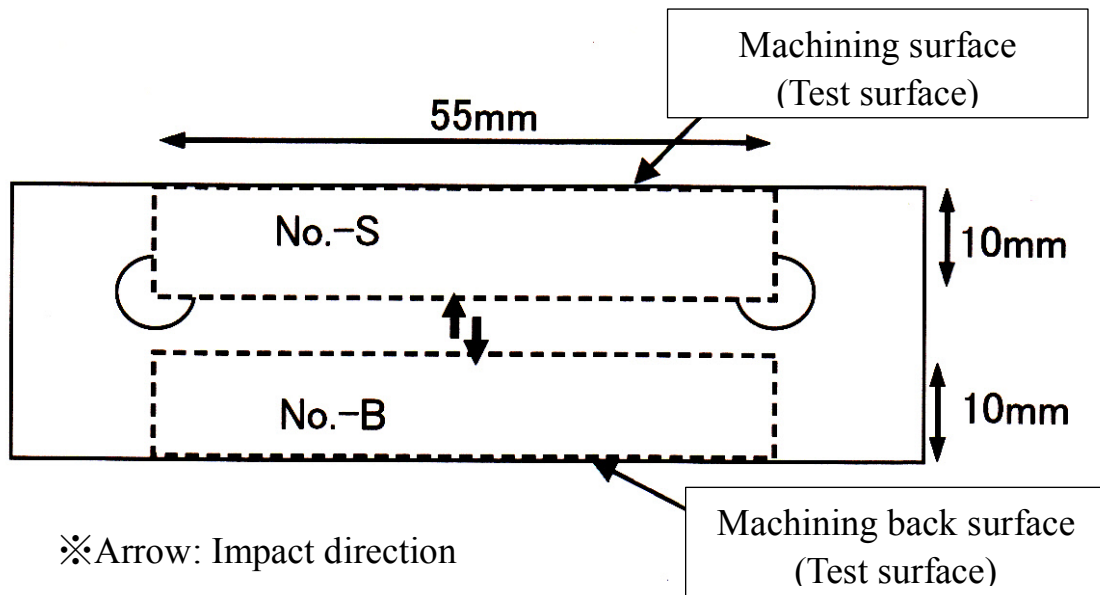 Machining surface
(Test surface)
55mm
No.-S
10mm
No.-B
10mm
Machining back surface
(Test surface)
※Arrow: Impact direction